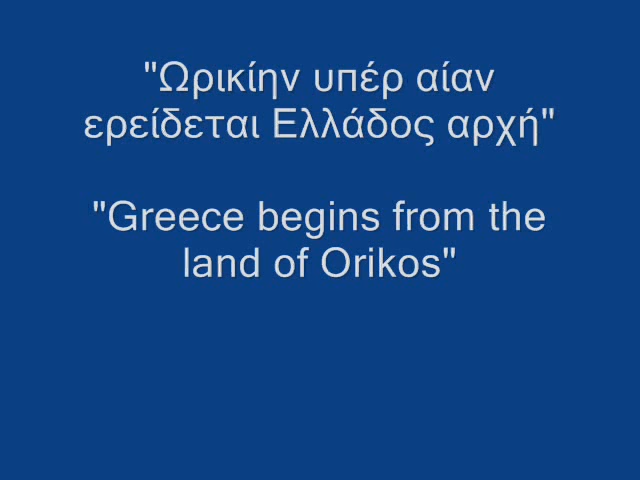 "Ωρικίην υπέρ αίαν
ερείδεται Ελλάδος αρχή"
"Greece begins from the
land of Orikos"